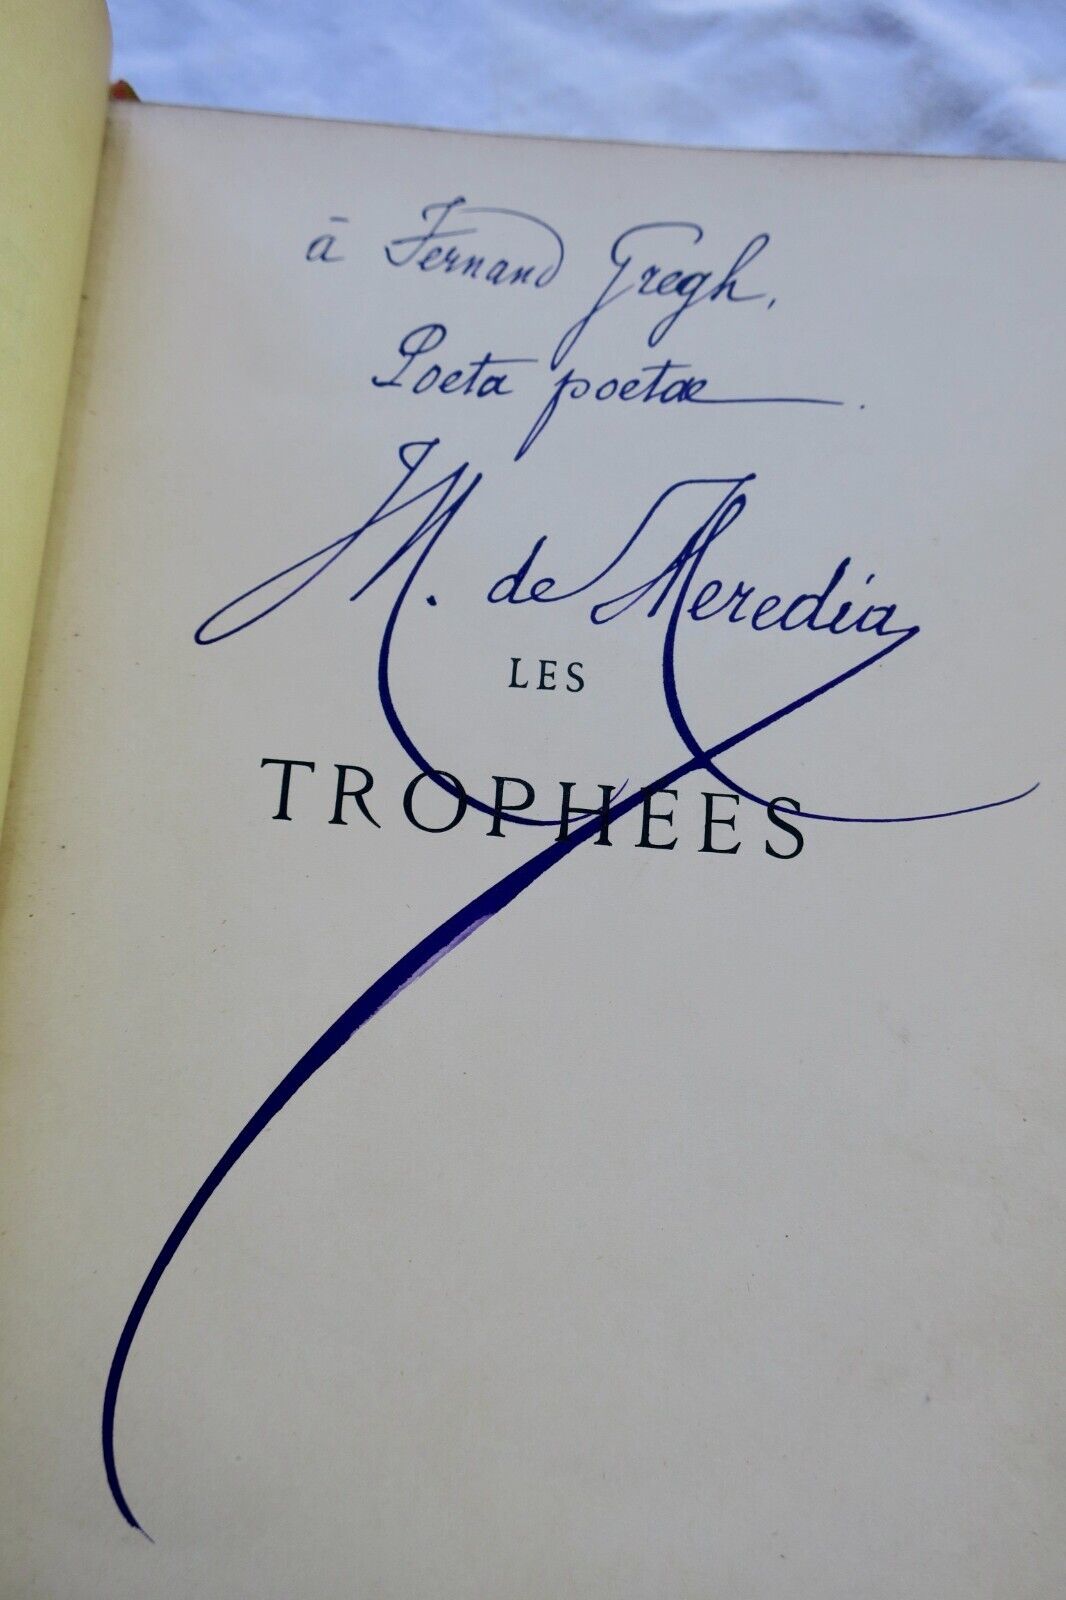 à Fernand Gregh,
Poeta poetae.
M. de Heredia
LES
TROPHÉES